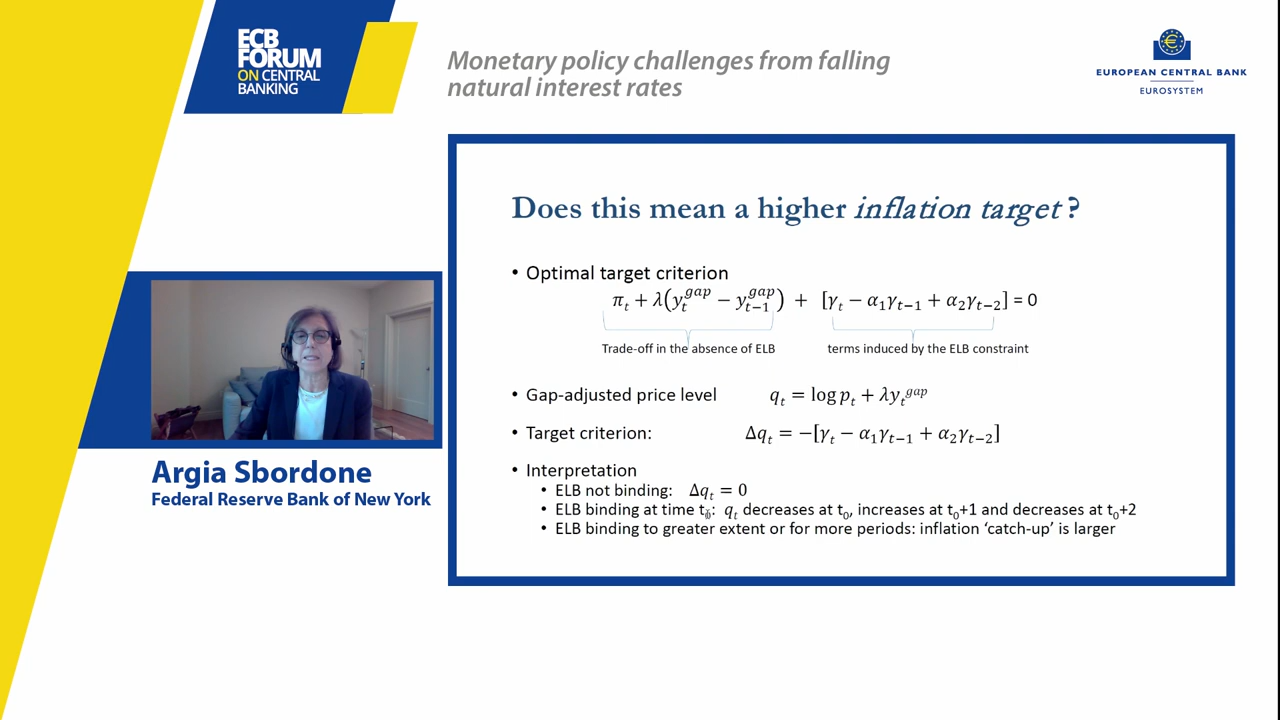 ECB
FORUM
ON CENTRAL
BANKING
Monetary policy challenges from falling
natural interest rates
EUROPEAN CENTRAL BANK
EUROSYSTEM
Does this mean a higher inflation target ?
• Optimal target criterion
π_t + λ(y_t^{gap} − y_{t−1}^{gap}) + [γ_t − α_1γ_{t−1} + α_2γ_{t−2}] = 0
Trade-off in the absence of ELB terms induced by the ELB constraint
• Gap-adjusted price level q_t = log p_t + λy_t^{gap}
• Target criterion: Δq_t = −[γ_t − α_1γ_{t−1} + α_2γ_{t−2}]
• Interpretation
• ELB not binding: Δq_t = 0
• ELB binding at time t_0: q_t decreases at t_0, increases at t_0+1 and decreases at t_0+2
• ELB binding to greater extent or for more periods: inflation ‘catch-up’ is larger
Argia Sbordone
Federal Reserve Bank of New York